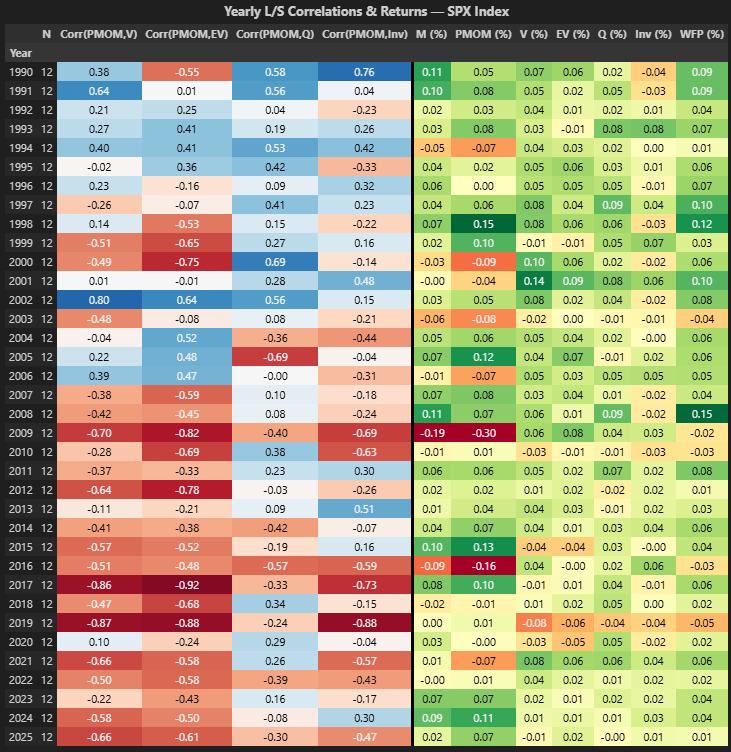 Yearly L/S Correlations & Returns — SPX Index
N Corr(PMOM,V) Corr(PMOM,EV) Corr(PMOM,Q) Corr(PMOM,Inv) M (%) PMOM (%) V (%) EV (%) Q (%) Inv (%) WFP (%)
Year
1990 12 0.38 -0.55 0.58 0.76 0.11 0.05 0.07 0.06 0.02 -0.04 0.09
1991 12 0.64 0.01 0.56 0.04 0.10 0.08 0.05 0.02 0.05 -0.03 0.09
1992 12 0.21 0.25 0.04 -0.23 0.02 0.03 0.04 0.01 0.02 0.01 0.04
1993 12 0.27 0.41 0.19 0.26 0.03 0.08 0.03 -0.01 0.08 0.08 0.07
1994 12 0.40 0.41 0.53 0.42 -0.05 -0.07 0.04 0.03 0.01 0.00 0.01
1995 12 -0.02 0.36 0.42 -0.33 0.04 0.02 0.05 0.06 0.03 0.01 0.06
1996 12 0.23 -0.16 0.09 0.32 0.06 0.00 0.05 0.05 0.05 -0.01 0.07
1997 12 -0.26 -0.07 0.41 0.23 0.04 0.06 0.08 0.04 0.09 0.04 0.10
1998 12 0.14 -0.53 0.15 -0.22 0.07 0.15 0.08 0.06 0.06 -0.03 0.12
1999 12 -0.51 -0.65 0.27 0.16 0.02 0.10 -0.01 -0.01 0.05 0.07 0.03
2000 12 -0.49 -0.75 0.69 -0.14 -0.03 -0.09 0.10 0.06 0.02 -0.02 0.06
2001 12 0.01 -0.01 0.28 0.48 -0.00 -0.04 0.14 0.09 0.08 0.06 0.10
2002 12 0.80 0.64 0.56 0.15 0.03 0.05 0.08 0.02 0.04 -0.02 0.08
2003 12 -0.48 -0.08 0.08 -0.21 -0.06 -0.08 -0.02 0.00 -0.01 -0.01 -0.04
2004 12 -0.04 0.52 -0.36 -0.44 0.05 0.06 0.05 0.04 0.02 -0.00 0.06
2005 12 0.22 0.48 -0.69 -0.04 0.07 0.12 0.04 0.07 -0.01 0.02 0.06
2006 12 0.39 0.47 -0.00 -0.31 -0.01 -0.07 0.05 0.03 0.05 0.05 0.05
2007 12 -0.38 -0.59 0.10 -0.18 0.07 0.08 0.03 0.04 0.01 -0.02 0.04
2008 12 -0.42 -0.45 0.08 -0.24 0.11 0.07 0.06 0.01 0.09 -0.02 0.15
2009 12 -0.70 -0.82 -0.40 -0.69 -0.19 -0.30 0.06 0.08 0.04 0.03 -0.02
2010 12 -0.28 -0.69 0.38 -0.63 -0.01 0.01 -0.03 -0.01 -0.01 -0.03 -0.03
2011 12 -0.37 -0.33 0.23 0.30 0.06 0.06 0.05 0.02 0.07 0.02 0.08
2012 12 -0.64 -0.78 -0.03 -0.26 0.02 0.02 0.01 0.02 -0.02 0.02 0.01
2013 12 -0.11 -0.21 0.09 0.51 0.01 0.04 0.04 0.03 -0.01 0.02 0.03
2014 12 -0.41 -0.38 -0.42 -0.07 0.04 0.07 0.04 0.01 0.03 0.04 0.06
2015 12 -0.57 -0.52 -0.19 0.16 0.10 0.13 -0.04 -0.04 0.03 -0.00 0.04
2016 12 -0.51 -0.48 -0.57 -0.59 -0.09 -0.16 0.04 -0.00 0.02 0.06 -0.03
2017 12 -0.86 -0.92 -0.33 -0.73 0.08 0.10 -0.01 0.01 0.04 -0.01 0.06
2018 12 -0.47 -0.68 0.34 -0.15 -0.02 -0.01 0.01 0.02 0.05 0.00 0.02
2019 12 -0.87 -0.88 -0.24 -0.88 0.00 0.01 -0.08 -0.06 -0.04 -0.04 -0.05
2020 12 0.10 -0.24 0.29 -0.04 0.03 -0.00 -0.03 -0.05 0.05 -0.02 0.02
2021 12 -0.66 -0.58 0.26 -0.57 0.01 -0.07 0.08 0.06 0.06 0.04 0.06
2022 12 -0.50 -0.58 -0.39 -0.43 -0.00 0.01 0.04 0.02 0.01 0.02 0.02
2023 12 -0.22 -0.43 0.16 -0.17 0.07 0.07 0.02 0.01 0.02 0.02 0.04
2024 12 -0.58 -0.50 -0.08 0.30 0.09 0.11 0.01 0.01 0.01 0.03 0.04
2025 12 -0.66 -0.61 -0.30 -0.47 0.02 0.07 -0.01 0.02 -0.00 0.01 0.01